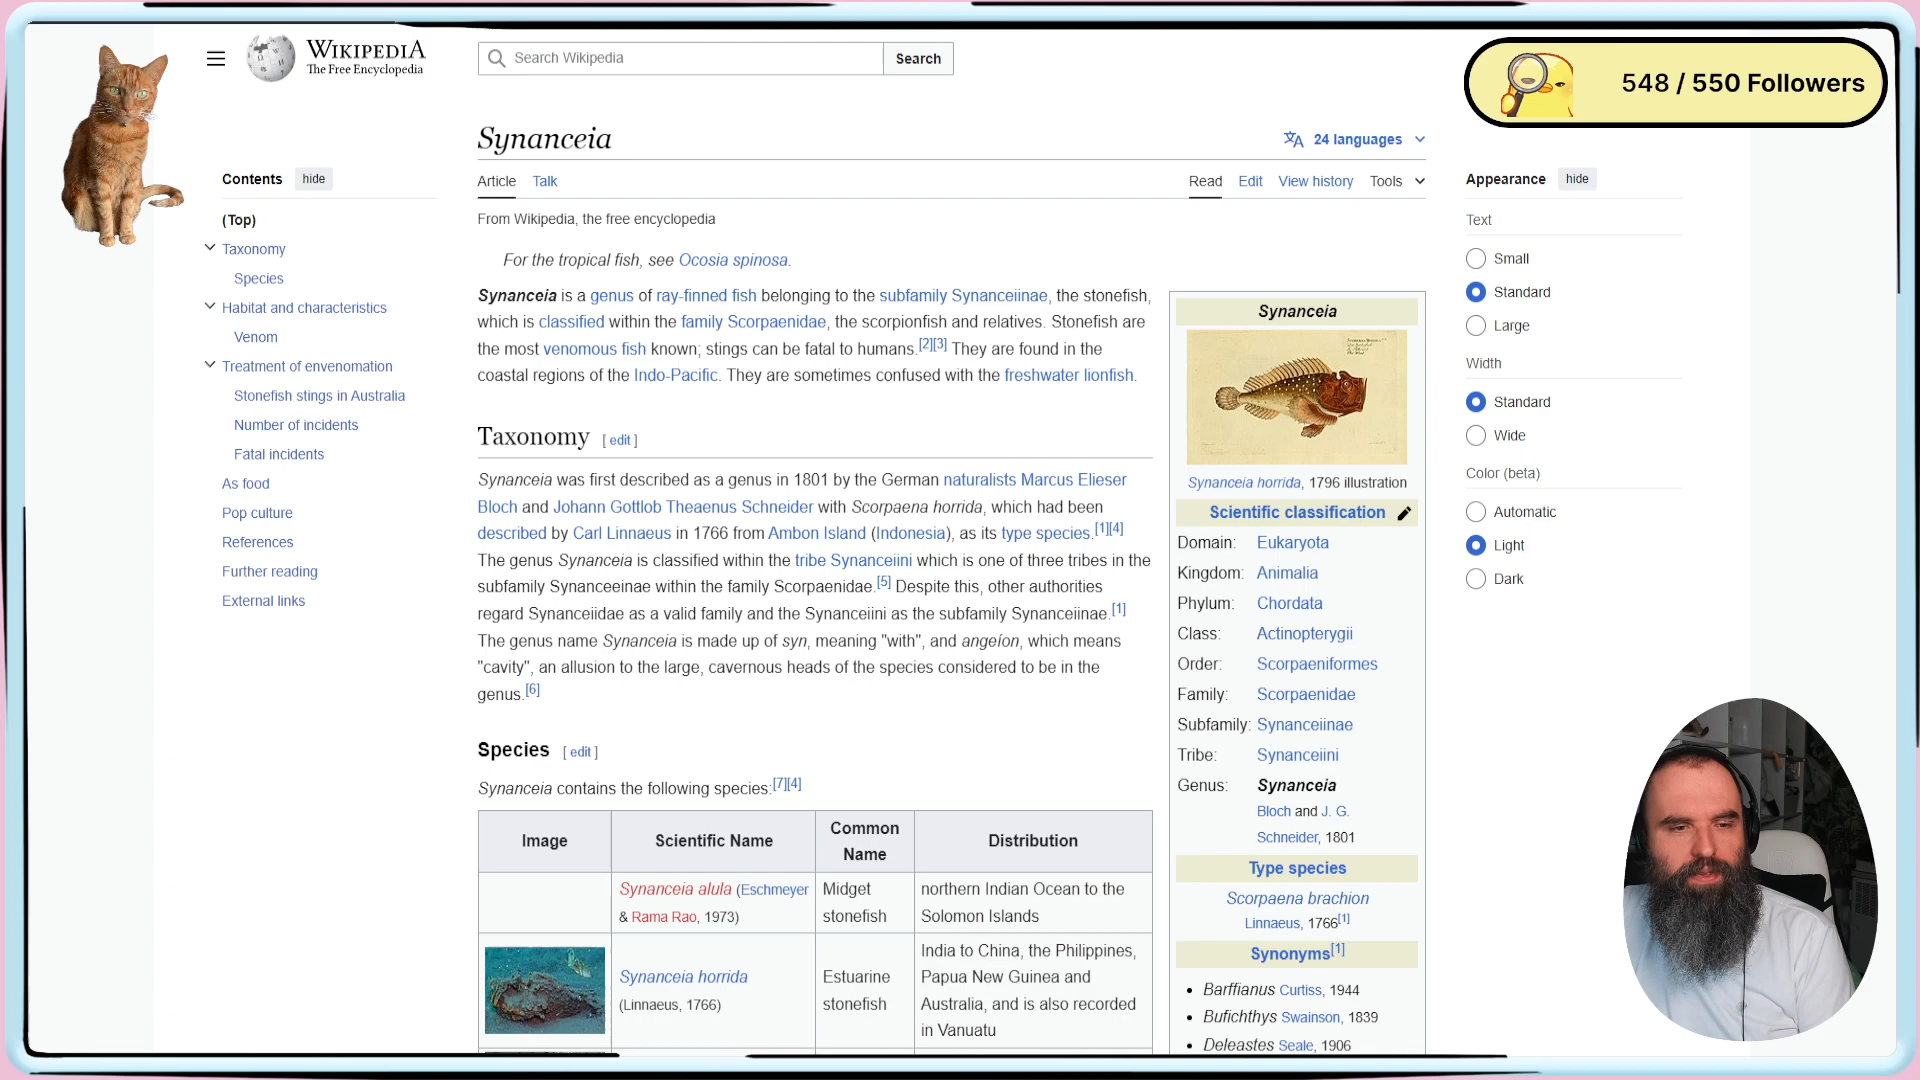 WIKIPEDIA
The Free Encyclopedia
Search Wikipedia
Search
548 / 550 Followers
Synanceia
24 languages
Contents
hide
(Top)
Taxonomy
Species
Habitat and characteristics
Venom
Treatment of envenomation
Stonefish stings in Australia
Number of incidents
Fatal incidents
As food
Pop culture
References
Further reading
External links
Article
Talk
Read
Edit
View history
Tools
From Wikipedia, the free encyclopedia
For the tropical fish, see Ocosia spinosa.
Synanceia is a genus of ray-finned fish belonging to the subfamily Synanceiinae, the stonefish,
which is classified within the family Scorpaenidae, the scorpionfish and relatives. Stonefish are
the most venomous fish known; stings can be fatal to humans.[2][3] They are found in the
coastal regions of the Indo-Pacific. They are sometimes confused with the freshwater lionfish.
Taxonomy [ edit ]
Synanceia was first described as a genus in 1801 by the German naturalists Marcus Elieser
Bloch and Johann Gottlob Theaenus Schneider with Scorpaena horrida, which had been
described by Carl Linnaeus in 1766 from Ambon Island (Indonesia), as its type species.[1][4]
The genus Synanceia is classified within the tribe Synanceiini which is one of three tribes in the
subfamily Synanceeinae within the family Scorpaenidae.[5] Despite this, other authorities
regard Synanceiidae as a valid family and the Synanceiini as the subfamily Synanceiinae.[1]
The genus name Synanceia is made up of syn, meaning "with", and angeíon, which means
"cavity", an allusion to the large, cavernous heads of the species considered to be in the
genus.[6]
Species [ edit ]
Synanceia contains the following species:[7][4]
Image
Scientific Name
Common
Name
Distribution
Synanceia alula (Eschmeyer
& Rama Rao, 1973)
Midget
stonefish
northern Indian Ocean to the
Solomon Islands
Synanceia horrida
(Linnaeus, 1766)
Estuarine
stonefish
India to China, the Philippines,
Papua New Guinea and
Australia, and is also recorded
in Vanuatu
Synanceia
Synanceia horrida, 1796 illustration
Scientific classification
Domain: Eukaryota
Kingdom: Animalia
Phylum: Chordata
Class: Actinopterygii
Order: Scorpaeniformes
Family: Scorpaenidae
Subfamily: Synanceiinae
Tribe: Synanceiini
Genus: Synanceia
Bloch and J. G.
Schneider, 1801
Type species
Scorpaena brachion
Linnaeus, 1766[1]
Synonyms[1]
• Barffianus Curtiss, 1944
• Bufichthys Swainson, 1839
• Deleastes Seale, 1906
Appearance
hide
Text
Small
Standard
Large
Width
Standard
Wide
Color (beta)
Automatic
Light
Dark